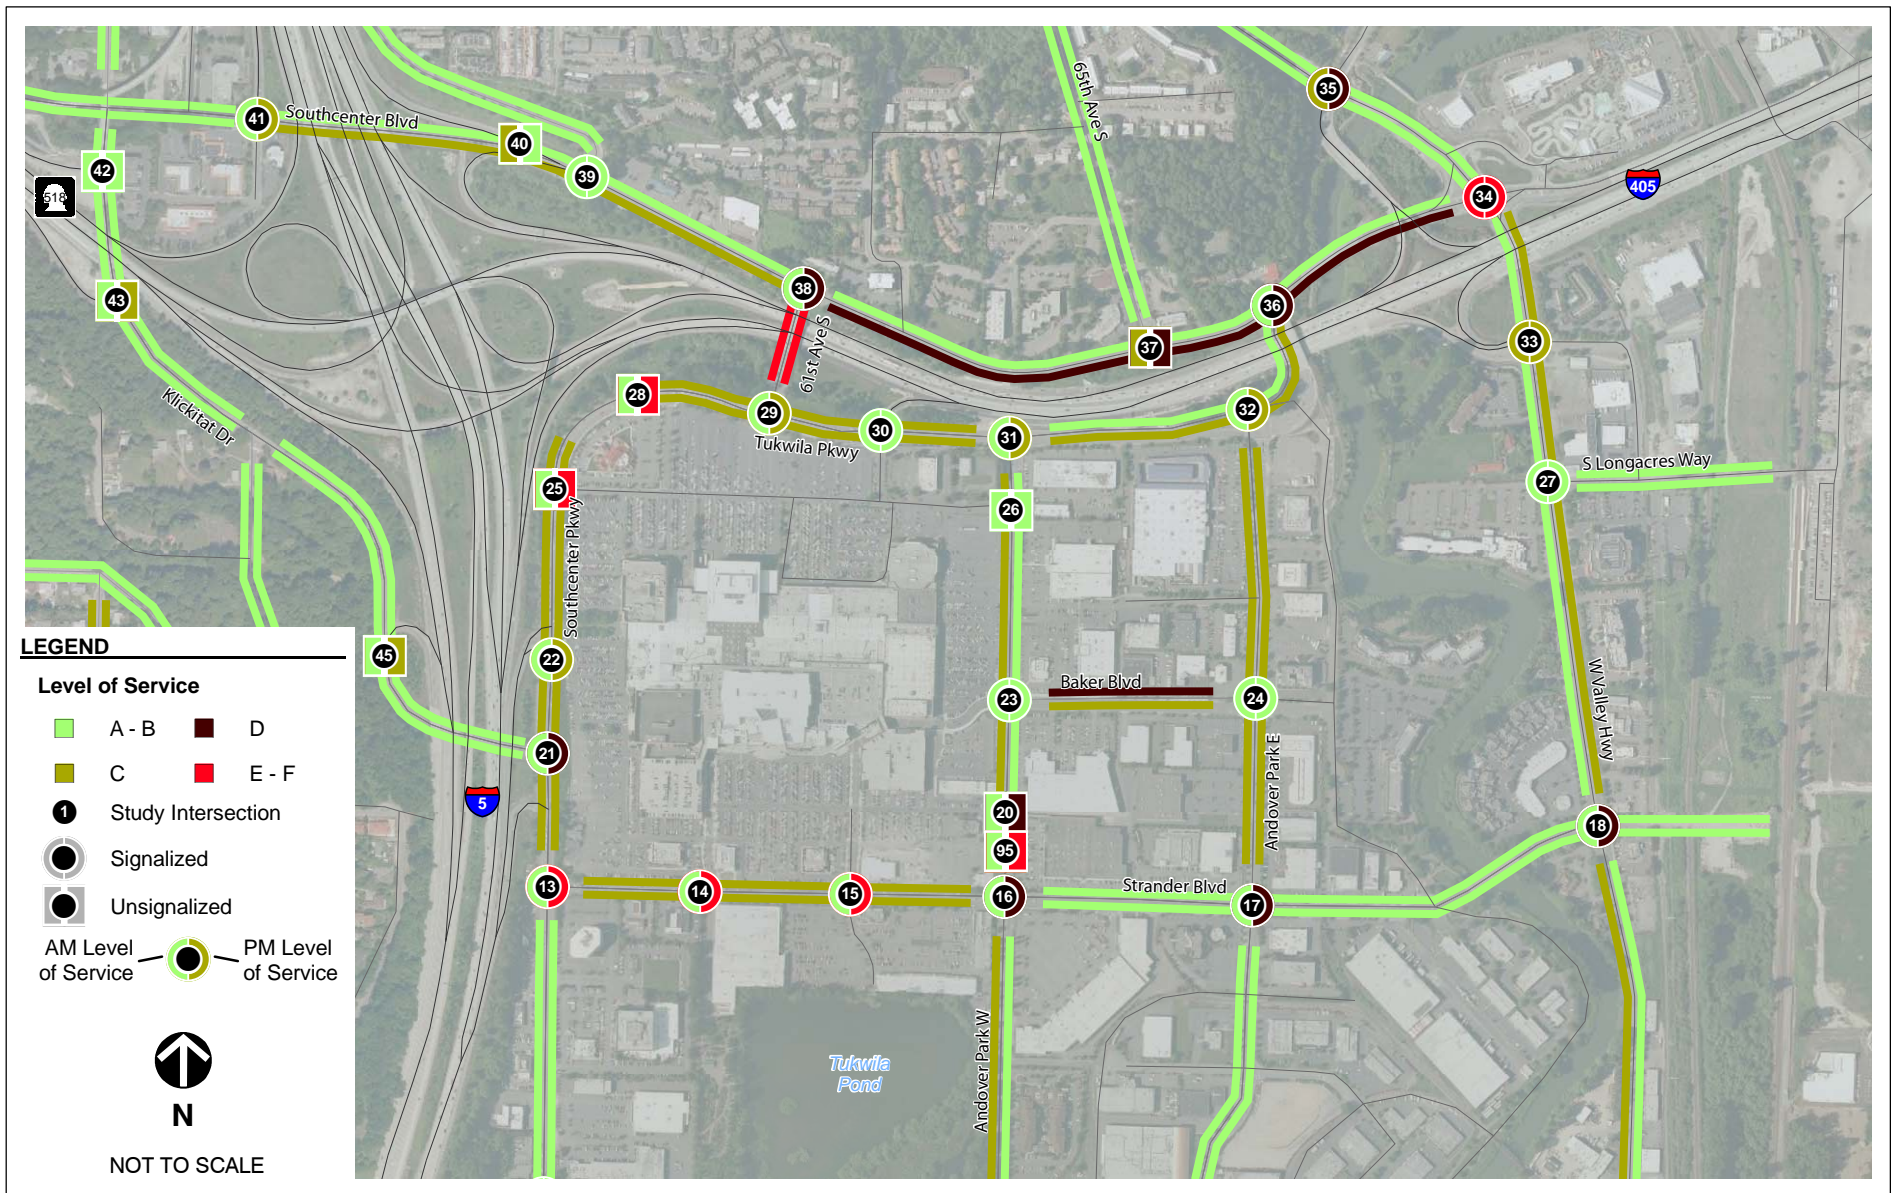 65th Ave S
35
41
Southcenter Blvd
40
42
39
518
34
405
43
38
36
37
33
61st Ave S
28
29
30
31
32
Klickitat Dr
Tukwila Pkwy
S Longacres Way
27
25
26
Southcenter Pkwy
45
22
Baker Blvd
23
24
W Valley Hwy
21
5
Andover Park E
20
95
18
13
14
15
16
Strander Blvd
17
Andover Park W
Tukwila
Pond
LEGEND
Level of Service
A - B
D
C
E - F
1
Study Intersection
Signalized
Unsignalized
AM Level
of Service
PM Level
of Service
N
NOT TO SCALE